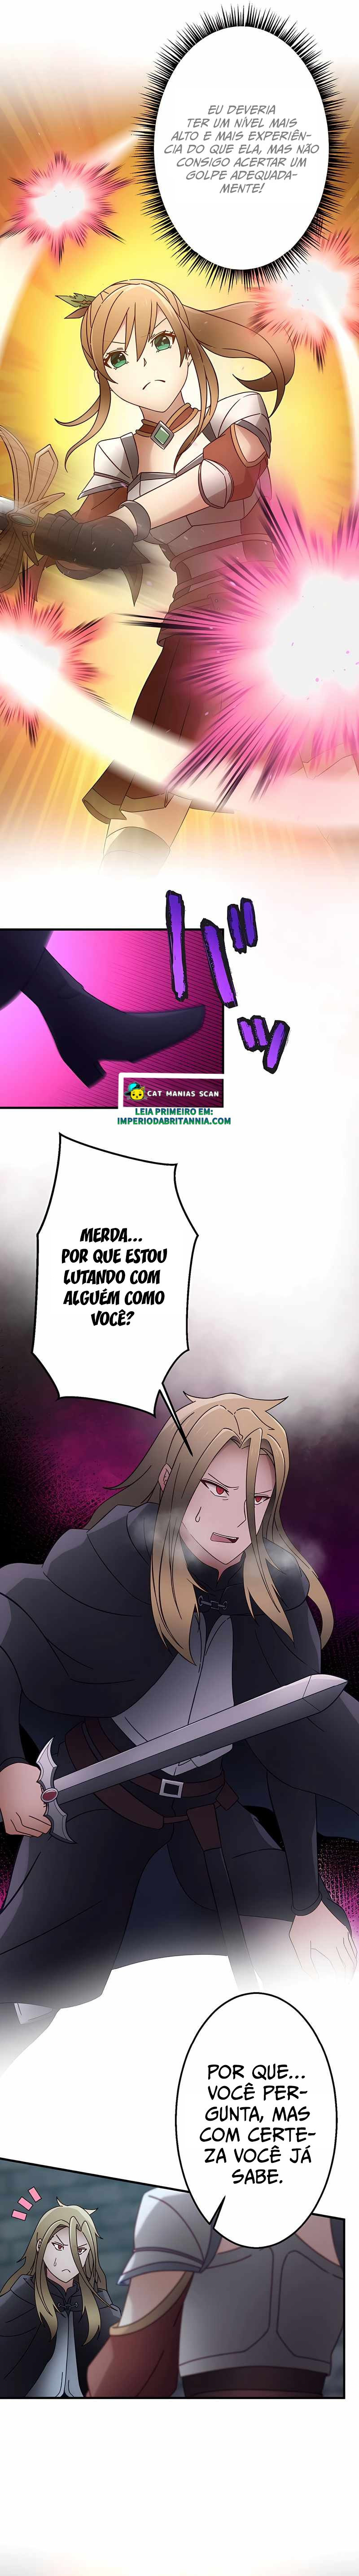 EU DEVERIA
TER UM NÍVEL MAIS
ALTO E MAIS EXPERIÊN-
CIA DO QUE ELA, MAS NÃO
CONSIGO ACERTAR UM
GOLPE ADEQUADA-
MENTE!
CAT MANIAS SCAN
LEIA PRIMEIRO EM:
IMPERIODABRITANNIA.COM
MERDA...
POR QUE ESTOU
LUTANDO COM
ALGUÉM COMO
VOCÊ?
POR QUE...
VOCÊ PER-
GUNTA, MAS
COM CERTE-
ZA VOCÊ JÁ
SABE.